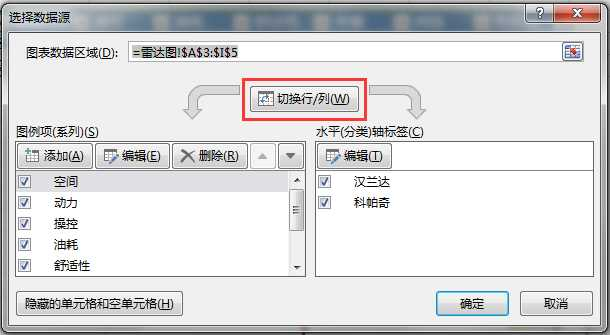 选择数据源
图表数据区域(D): =雷达图!$A$3:$I$5
切换行/列(W)
图例项(系列)(S)
添加(A) 编辑(E) 删除(R)
空间
动力
操控
油耗
舒适性
水平(分类)轴标签(C)
编辑(T)
汉兰达
科帕奇
隐藏的单元格和空单元格(H)
确定
取消